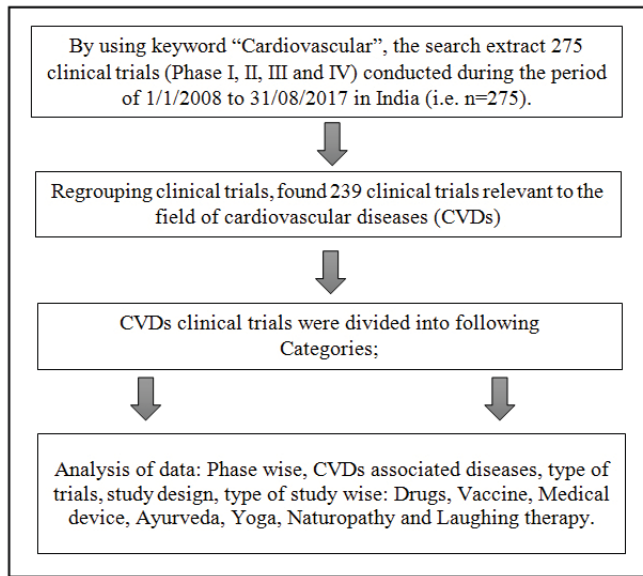 By using keyword “Cardiovascular”, the search extract 275
clinical trials (Phase I, II, III and IV) conducted during the period
of 1/1/2008 to 31/08/2017 in India (i.e. n=275).
Regrouping clinical trials, found 239 clinical trials relevant to the
field of cardiovascular diseases (CVDs)
CVDs clinical trials were divided into following
Categories;
Analysis of data: Phase wise, CVDs associated diseases, type of
trials, study design, type of study wise: Drugs, Vaccine, Medical
device, Ayurveda, Yoga, Naturopathy and Laughing therapy.